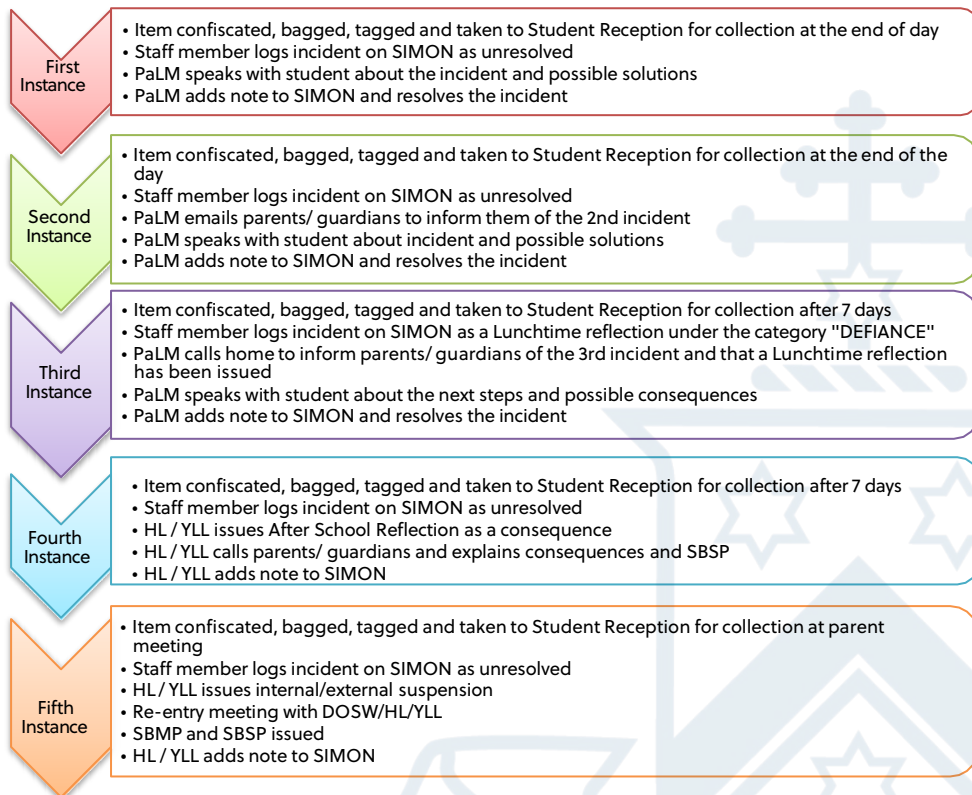 First
Instance
• Item confiscated, bagged, tagged and taken to Student Reception for collection at the end of day
• Staff member logs incident on SIMON as unresolved
• PaLM speaks with student about the incident and possible solutions
• PaLM adds note to SIMON and resolves the incident
Second
Instance
• Item confiscated, bagged, tagged and taken to Student Reception for collection at the end of the
day
• Staff member logs incident on SIMON as unresolved
• PaLM emails parents/ guardians to inform them of the 2nd incident
• PaLM speaks with student about incident and possible solutions
• PaLM adds note to SIMON and resolves the incident
Third
Instance
• Item confiscated, bagged, tagged and taken to Student Reception for collection after 7 days
• Staff member logs incident on SIMON as a Lunchtime reflection under the category "DEFIANCE"
• PaLM calls home to inform parents/ guardians of the 3rd incident and that a Lunchtime reflection
has been issued
• PaLM speaks with student about the next steps and possible consequences
• PaLM adds note to SIMON and resolves the incident
Fourth
Instance
• Item confiscated, bagged, tagged and taken to Student Reception for collection after 7 days
• Staff member logs incident on SIMON as unresolved
• HL / YLL issues After School Reflection as a consequence
• HL / YLL calls parents/ guardians and explains consequences and SBSP
• HL / YLL adds note to SIMON
Fifth
Instance
• Item confiscated, bagged, tagged and taken to Student Reception for collection at parent
meeting
• Staff member logs incident on SIMON as unresolved
• HL / YLL issues internal/external suspension
• Re-entry meeting with DOSW/HL/YLL
• SBMP and SBSP issued
• HL / YLL adds note to SIMON